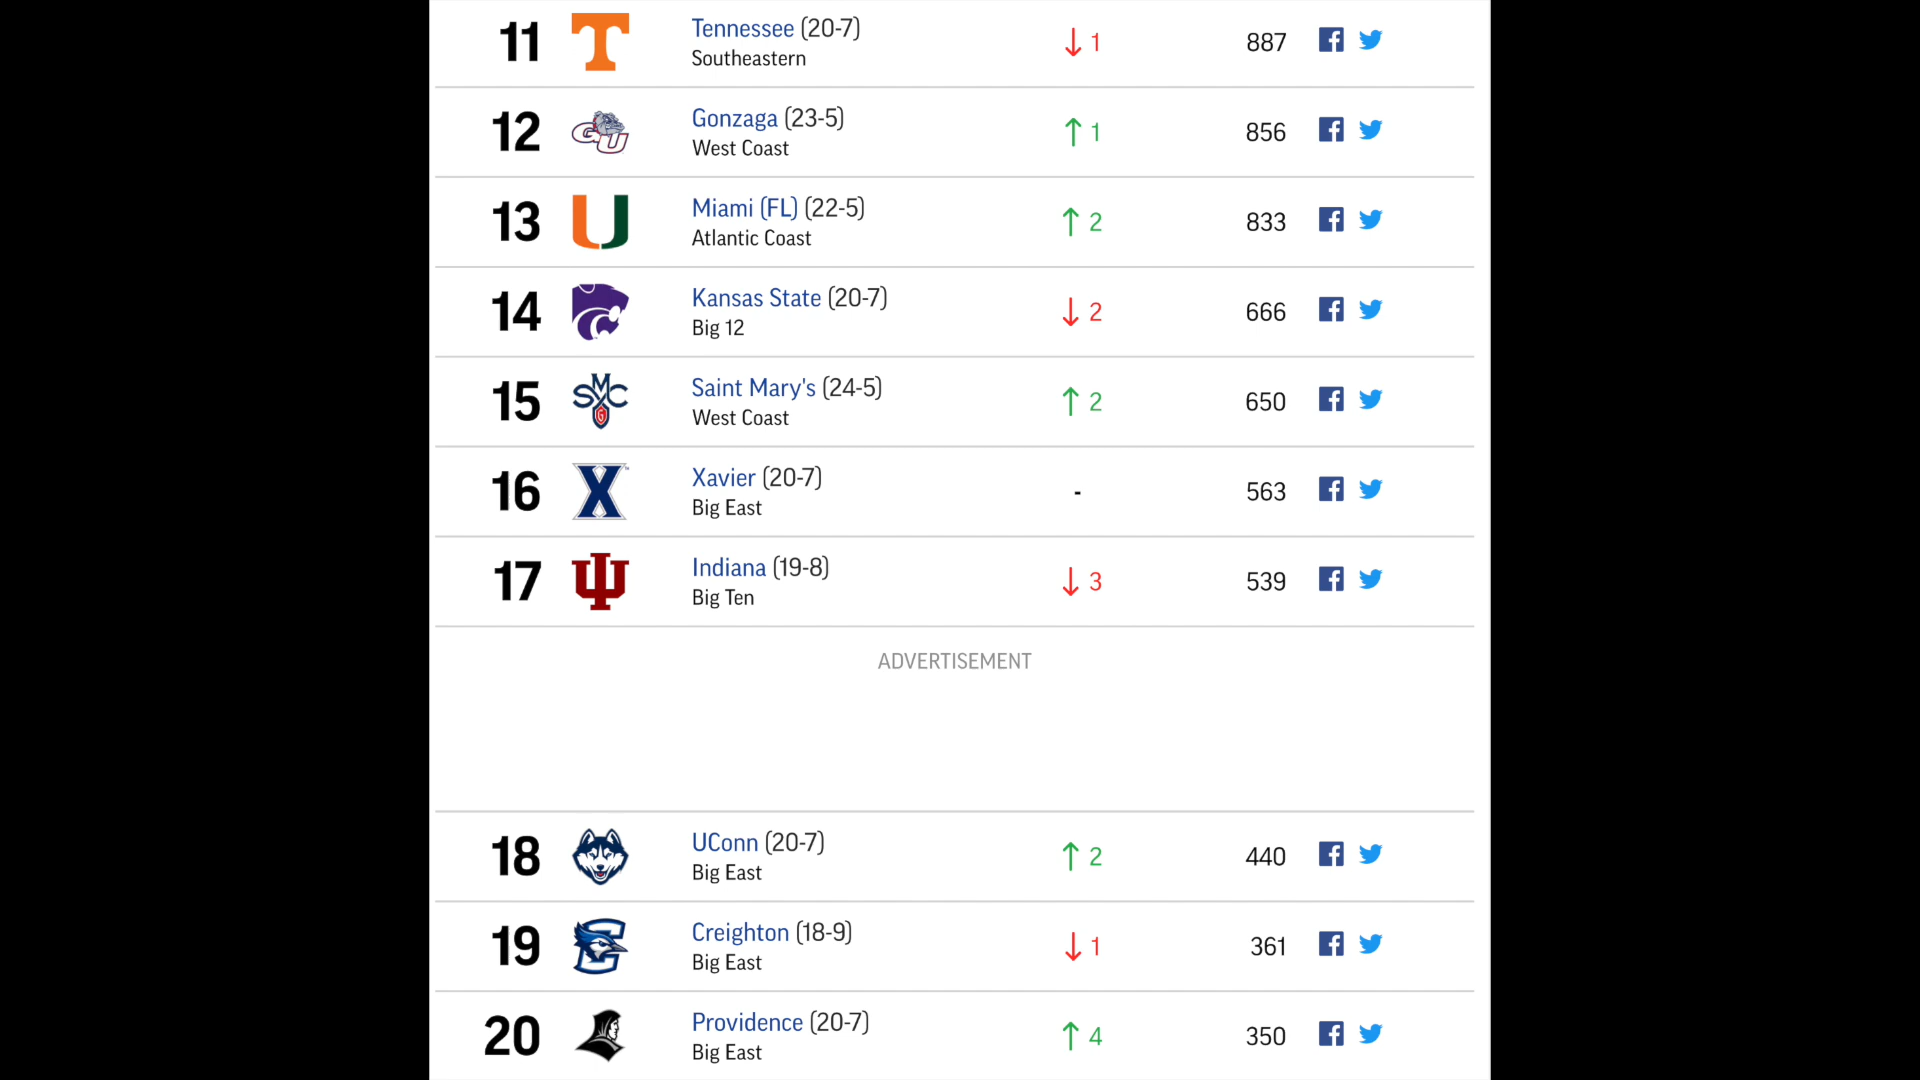 11 Tennessee (20-7) ↓ 1 887
Southeastern
12 Gonzaga (23-5) ↑ 1 856
West Coast
13 Miami (FL) (22-5) ↑ 2 833
Atlantic Coast
14 Kansas State (20-7) ↓ 2 666
Big 12
15 Saint Mary's (24-5) ↑ 2 650
West Coast
16 Xavier (20-7) - 563
Big East
17 Indiana (19-8) ↓ 3 539
Big Ten
ADVERTISEMENT
18 UConn (20-7) ↑ 2 440
Big East
19 Creighton (18-9) ↓ 1 361
Big East
20 Providence (20-7) ↑ 4 350
Big East